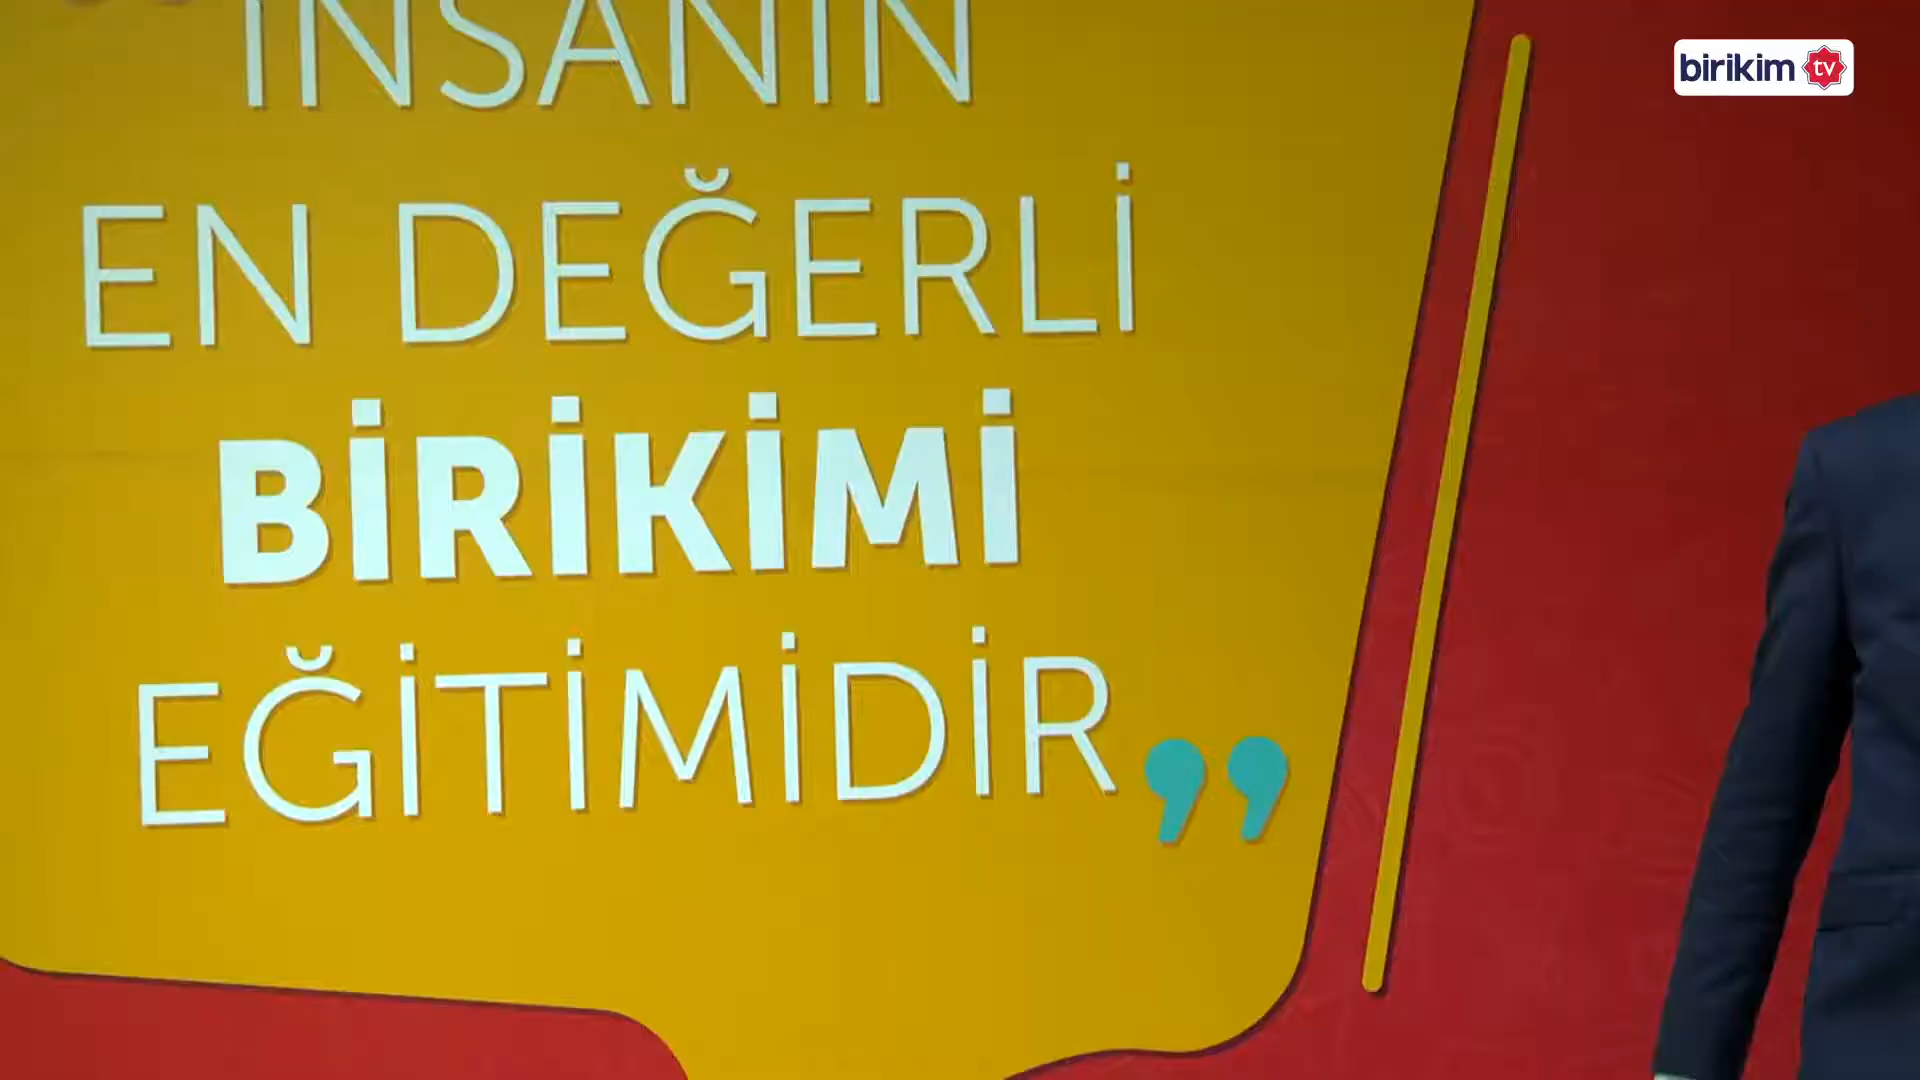 İNSANIN
EN DEĞERLİ
BİRİKİMİ
EĞİTİMİDİR
”
birikim tv